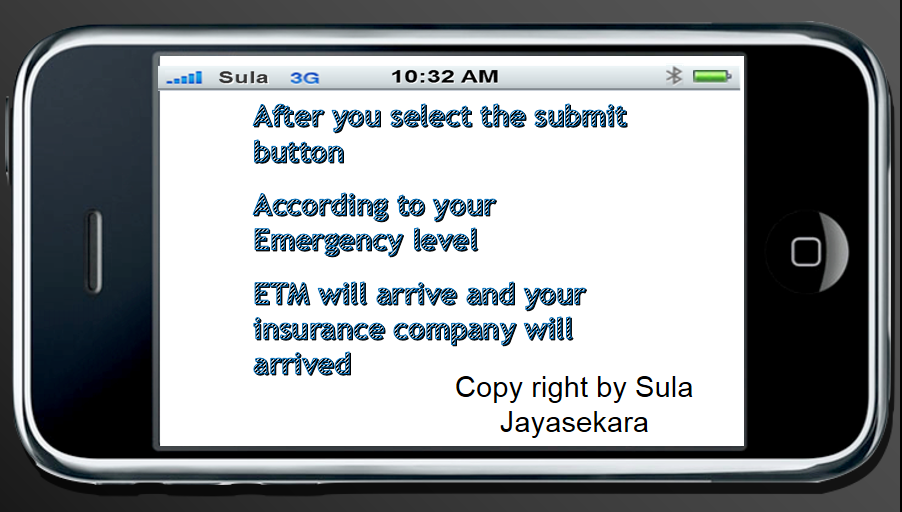 Sula 3G 10:32 AM
After you select the submit
button
According to your
Emergency level
ETM will arrive and your
insurance company will
arrived
Copy right by Sula
Jayasekara